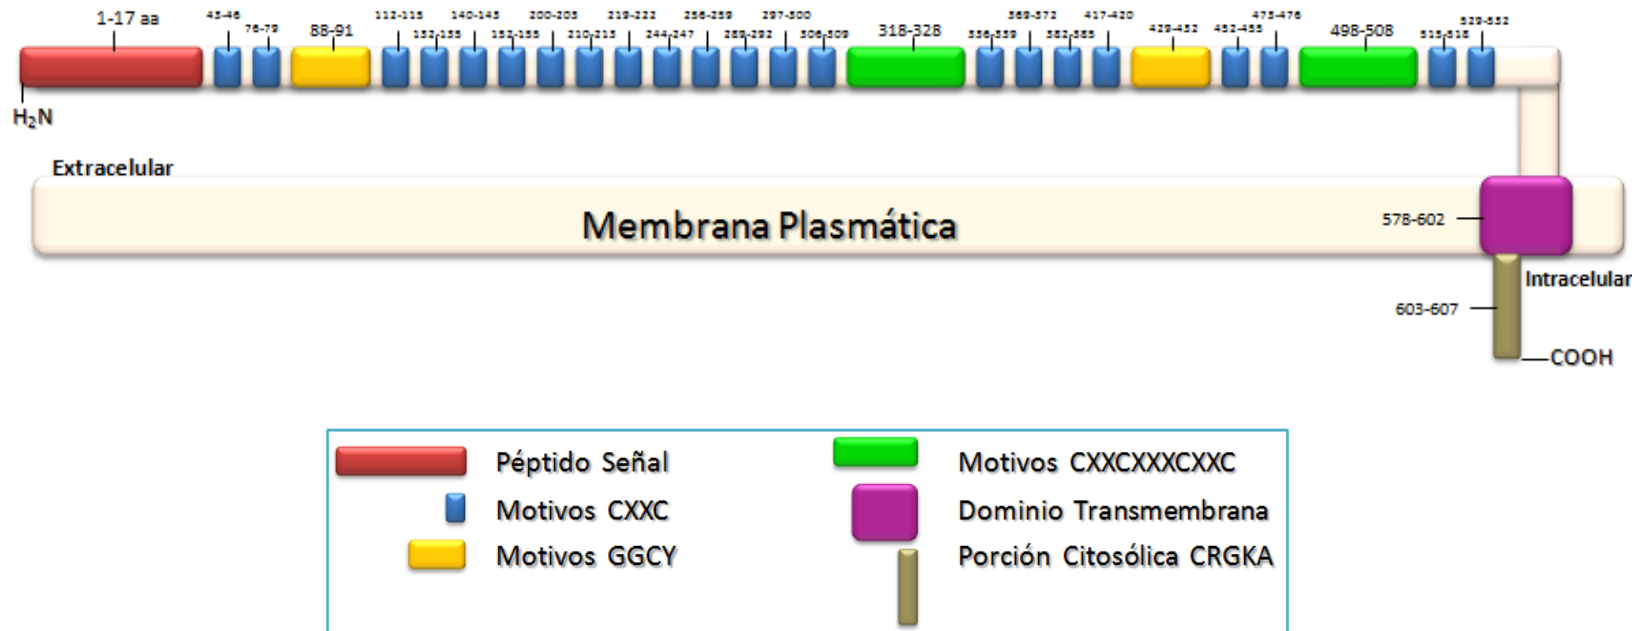 1-17 aa
43-46
76-79
88-91
112-115
132-135
140-143
152-155
200-203
210-213
219-222
244-247
256-259
289-292
297-300
306-309
318-328
336-339
369-372
382-385
417-420
429-432
452-455
473-476
498-508
515-518
529-532
H₂N
Extracelular
Membrana Plasmática
578-602
Intracelular
603-607
COOH
Péptido Señal
Motivos CXXC
Motivos GGCY
Motivos CXXCXXXCXXC
Dominio Transmembrana
Porción Citosólica CRGKA